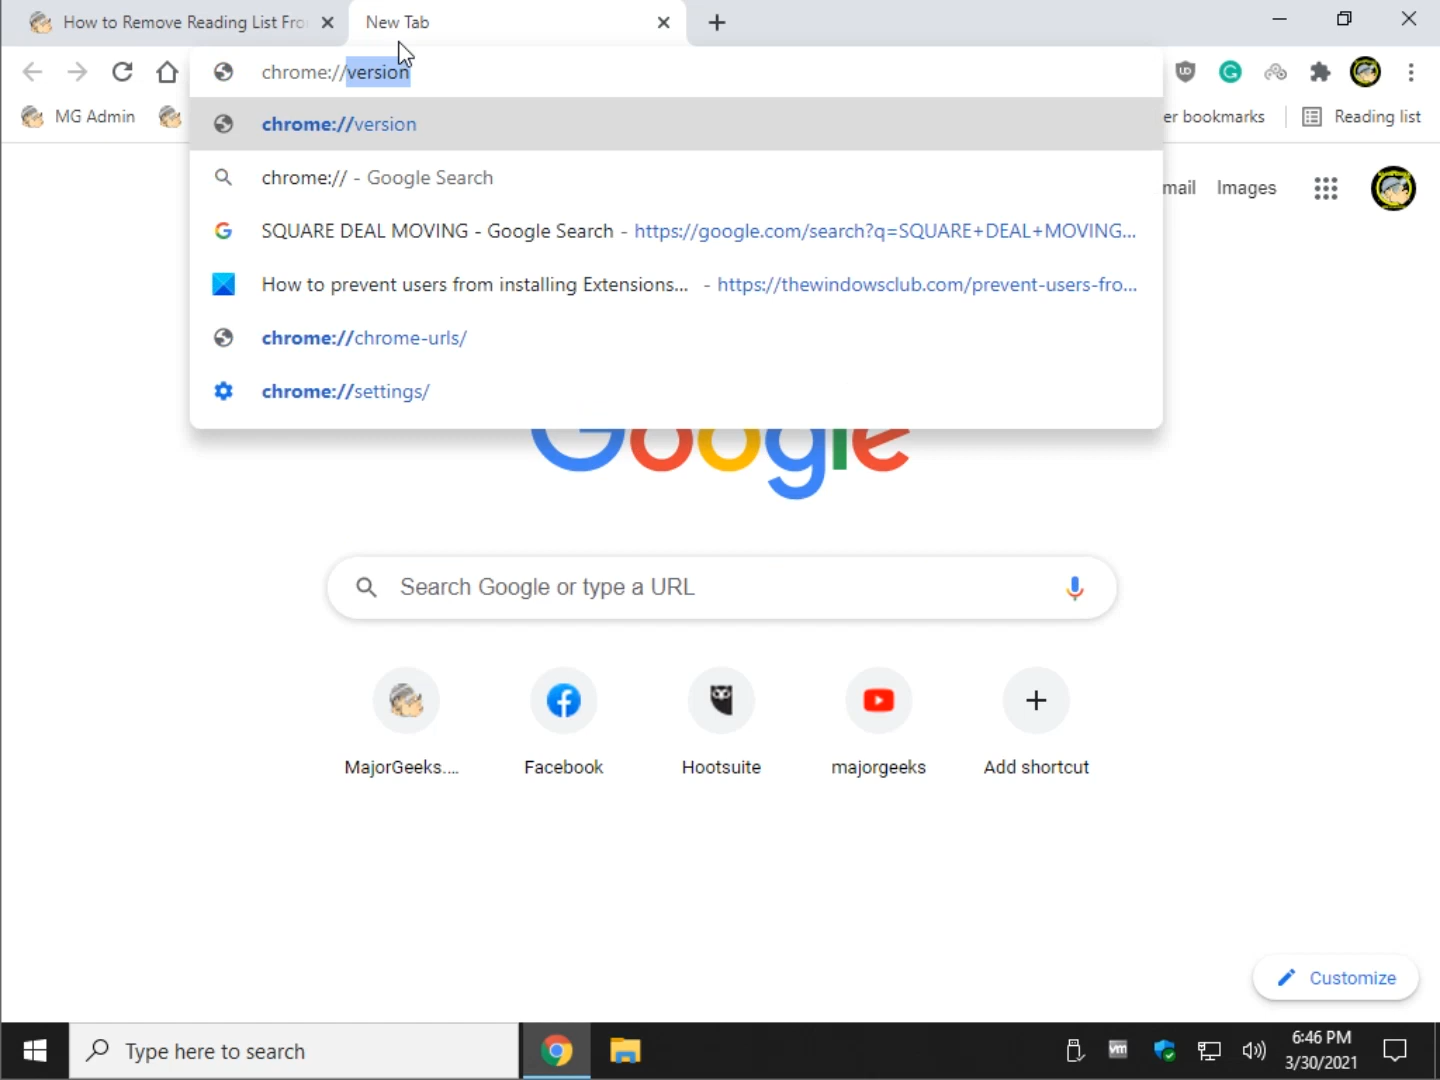 How to Remove Reading List Fro
New Tab
chrome://version
MG Admin
er bookmarks
Reading list
chrome://version
chrome:// - Google Search
mail
Images
SQUARE DEAL MOVING - Google Search - https://google.com/search?q=SQUARE+DEAL+MOVING...
How to prevent users from installing Extensions... - https://thewindowsclub.com/prevent-users-fro...
chrome://chrome-urls/
chrome://settings/
Google
Search Google or type a URL
MajorGeeks....
Facebook
Hootsuite
majorgeeks
Add shortcut
Customize
Type here to search
vm
6:46 PM
3/30/2021